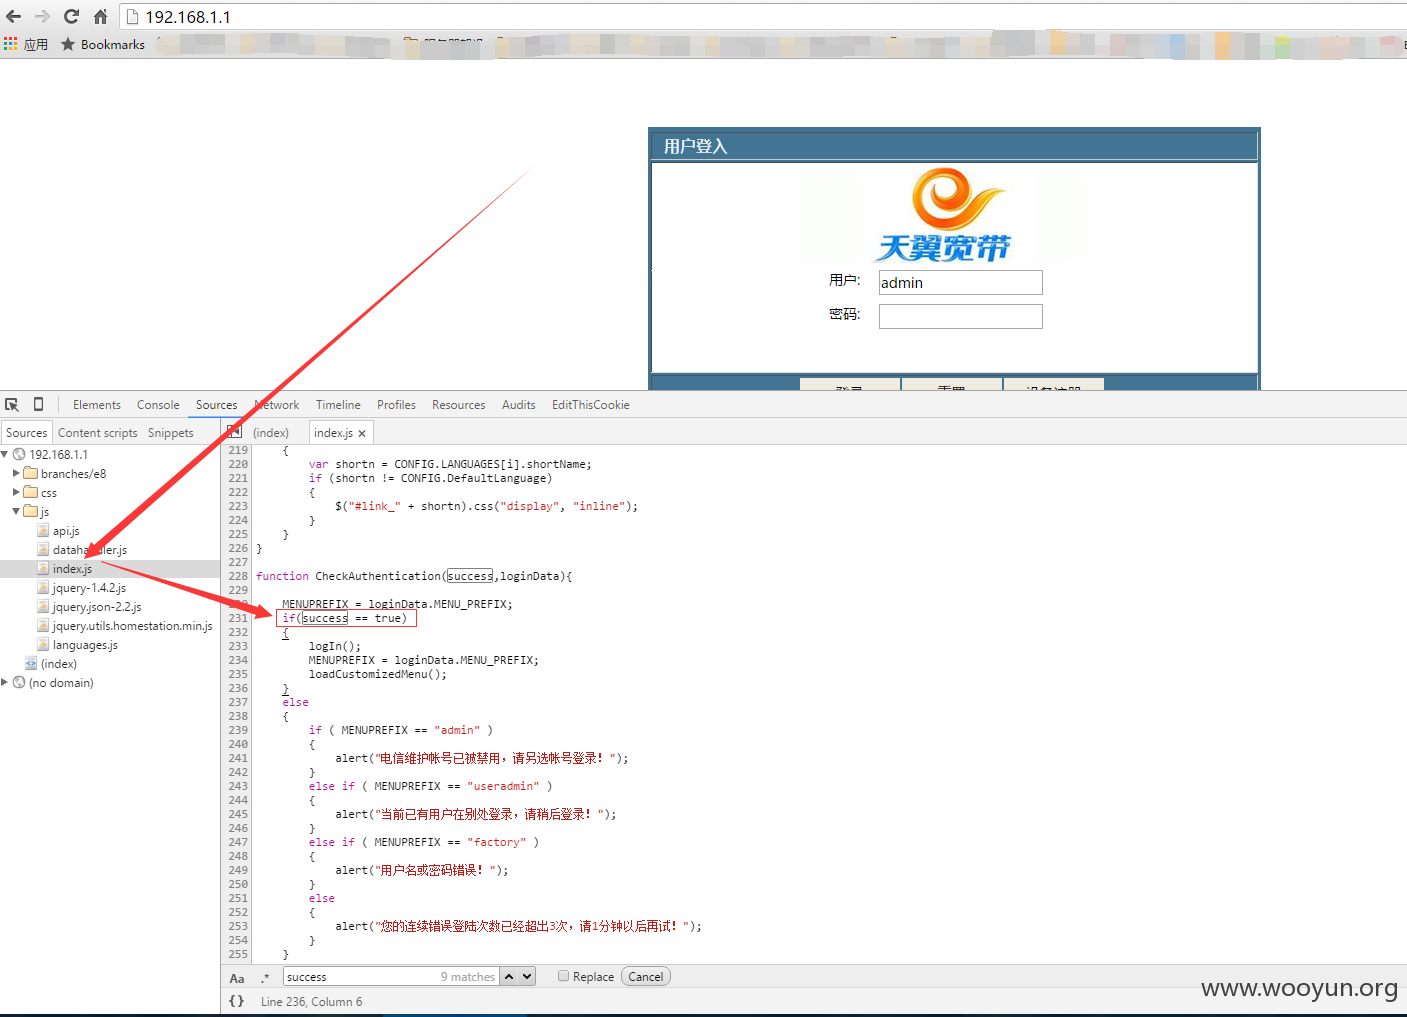 192.168.1.1
应用 Bookmarks
用户登入
天翼宽带
用户: admin
密码:
Elements Console Sources Network Timeline Profiles Resources Audits EditThisCookie
Sources Content scripts Snippets (index) index.js ×
192.168.1.1
branches/e8
css
js
api.js
datahandler.js
index.js
jquery-1.4.2.js
jquery.json-2.2.js
jquery.utils.homestation.min.js
languages.js
(index)
(no domain)
219 {
220 var shortn = CONFIG.LANGUAGES[i].shortName;
221 if (shortn != CONFIG.DefaultLanguage)
222 {
223 $("#link_" + shortn).css("display", "inline");
224 }
225 }
226 }
227
228 function CheckAuthentication(success,loginData){
229
230 MENUPREFIX = loginData.MENU_PREFIX;
231 if(success == true)
232 {
233 logIn();
234 MENUPREFIX = loginData.MENU_PREFIX;
235 loadCustomizedMenu();
236 }
237 else
238 {
239 if ( MENUPREFIX == "admin" )
240 {
241 alert("电信维护帐号已被禁用，请另选帐号登录！");
242 }
243 else if ( MENUPREFIX == "useradmin" )
244 {
245 alert("当前已有用户在别处登录，请稍后登录！");
246 }
247 else if ( MENUPREFIX == "factory" )
248 {
249 alert("用户名或密码错误！");
250 }
251 else
252 {
253 alert("您的连续错误登陆次数已经超出3次，请1分钟以后再试！");
254 }
255 }
Aa .* success 9 matches Replace Cancel
{} Line 236, Column 6
www.wooyun.org